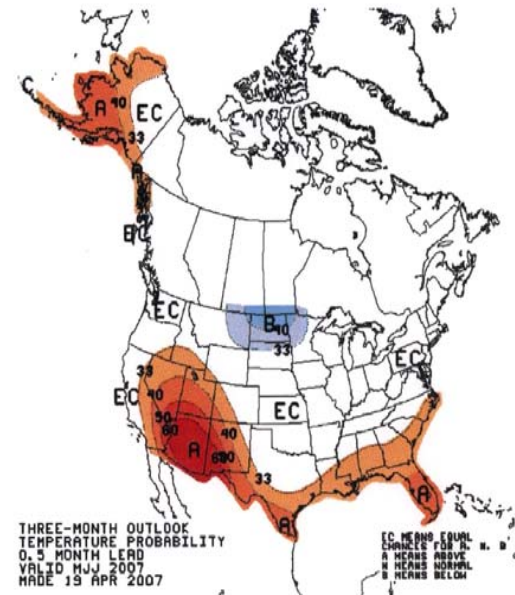 A 40
EC
33
EC
EC
B 40
33
EC
33
EC
40
EC
50
60
40
A
60 50
33
A
A
THREE-MONTH OUTLOOK
TEMPERATURE PROBABILITY
0.5 MONTH LEAD
VALID MJJ 2007
MADE 19 APR 2007
EC MEANS EQUAL
CHANCES FOR A, N, B
A MEANS ABOVE
N MEANS NORMAL
B MEANS BELOW